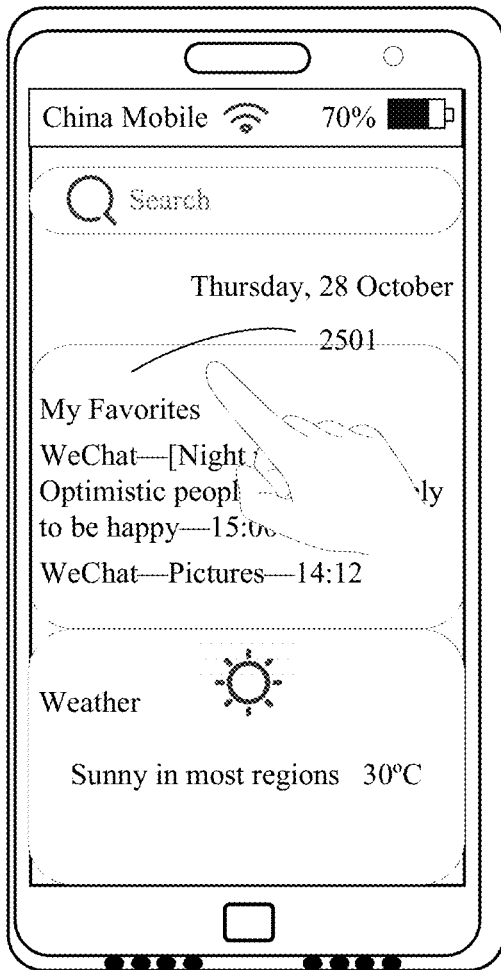 China Mobile 70%
Search
Thursday, 28 October
2501
My Favorites
WeChat—[Night
Optimistic peopl ly
to be happy—15:00
WeChat—Pictures—14:12
Weather
Sunny in most regions 30°C